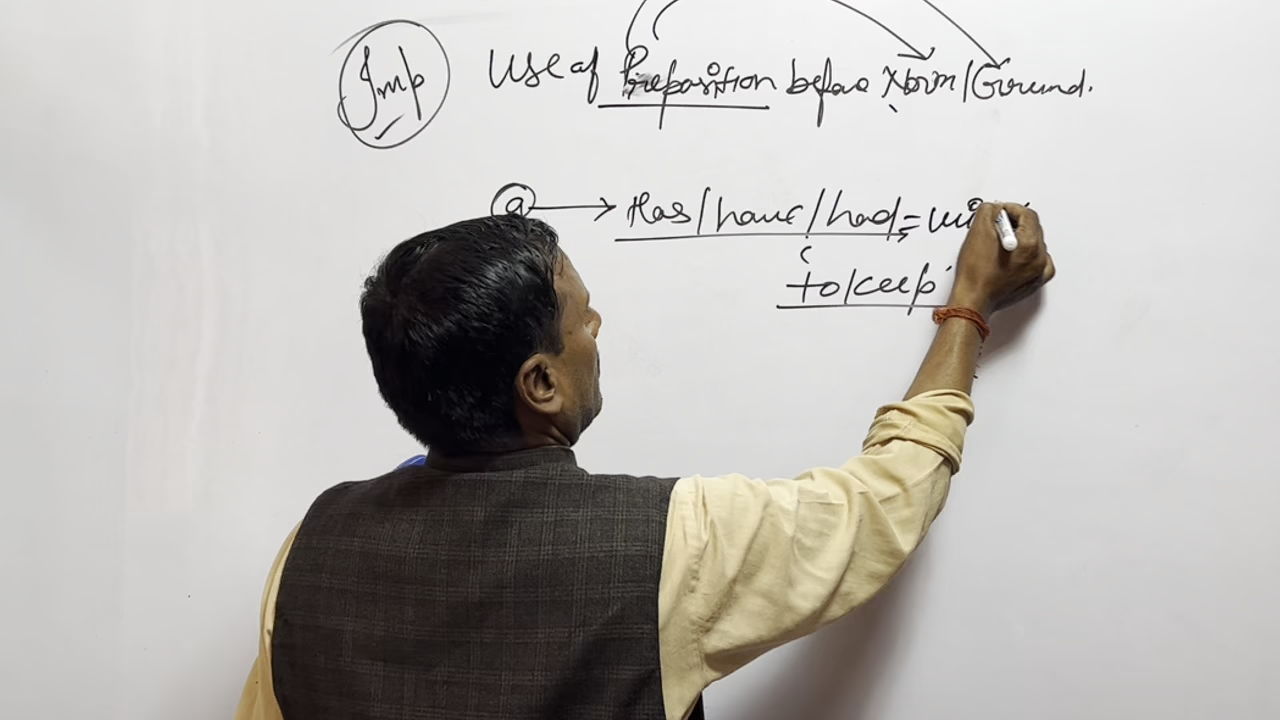 Imp Use of Preposition before Noun/Gerund.
a → Has/have/had =
to keep